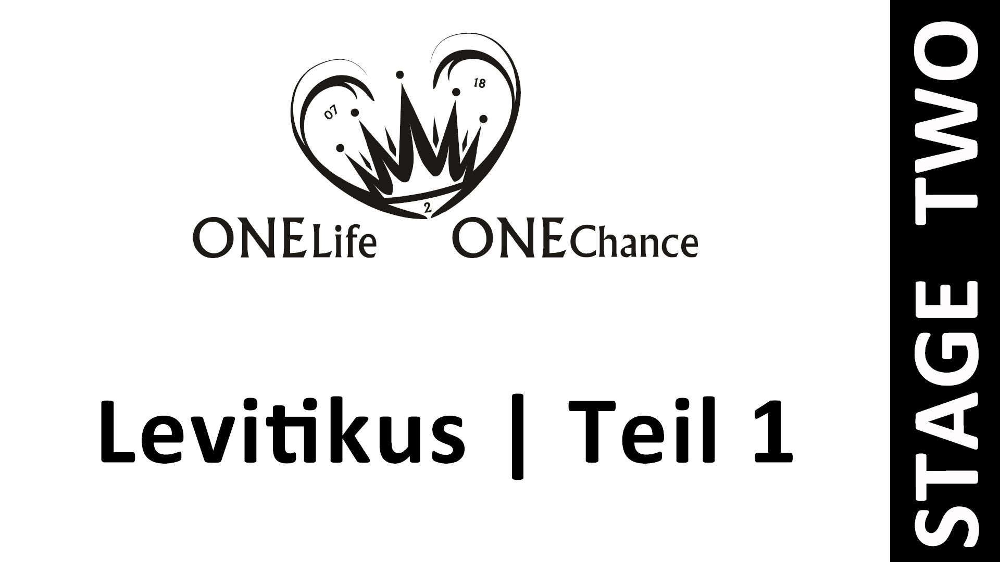 18
07
2
ONELife ONEChance
Levitikus | Teil 1
STAGE TWO